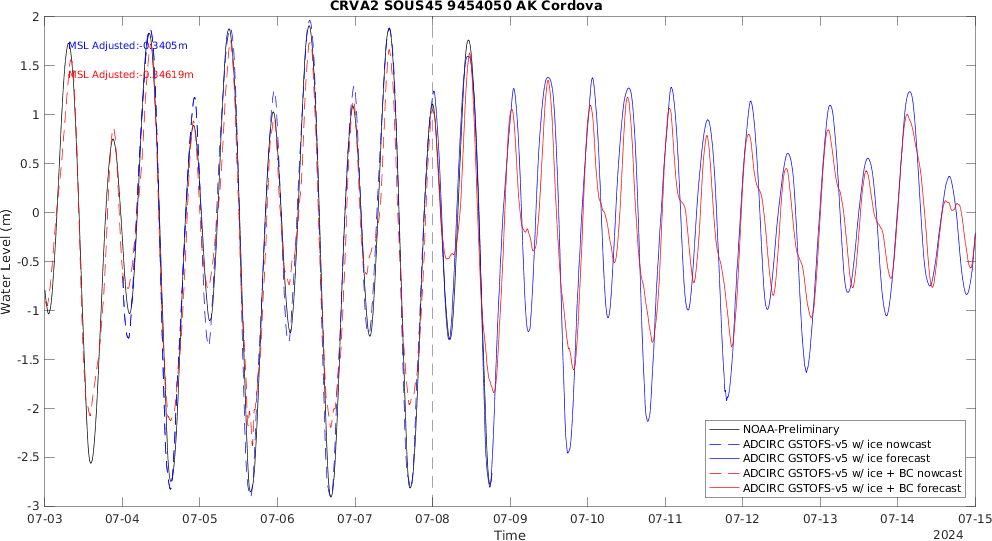 CRVA2 SOUS45 9454050 AK Cordova
MSL Adjusted:-0.3405m
MSL Adjusted:-0.34619m
Water Level (m)
2
1.5
1
0.5
0
-0.5
-1
-1.5
-2
-2.5
-3
NOAA-Preliminary
ADCIRC GSTOFS-v5 w/ ice nowcast
ADCIRC GSTOFS-v5 w/ ice forecast
ADCIRC GSTOFS-v5 w/ ice + BC nowcast
ADCIRC GSTOFS-v5 w/ ice + BC forecast
07-03 07-04 07-05 07-06 07-07 07-08 07-09 07-10 07-11 07-12 07-13 07-14 07-15
Time
2024